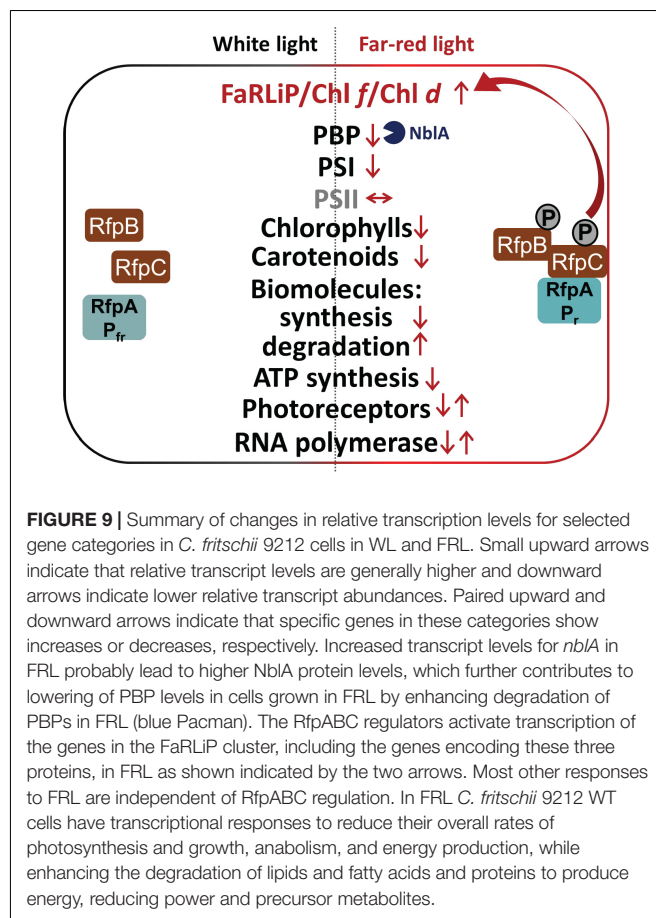 White light Far-red light
FaRLiP/Chl f/Chl d ↑
PBP ↓ NblA
PSI ↓
PSII ↔
Chlorophylls ↓
Carotenoids ↓
Biomolecules:
synthesis ↓
degradation ↑
ATP synthesis ↓
Photoreceptors ↓↑
RNA polymerase ↓↑
RfpB
RfpC
RfpA
Pfr
P
P
RfpB
RfpC
RfpA
Pr
FIGURE 9 | Summary of changes in relative transcription levels for selected
gene categories in C. fritschii 9212 cells in WL and FRL. Small upward arrows
indicate that relative transcript levels are generally higher and downward
arrows indicate lower relative transcript abundances. Paired upward and
downward arrows indicate that specific genes in these categories show
increases or decreases, respectively. Increased transcript levels for nblA in
FRL probably lead to higher NblA protein levels, which further contributes to
lowering of PBP levels in cells grown in FRL by enhancing degradation of
PBPs in FRL (blue Pacman). The RfpABC regulators activate transcription of
the genes in the FaRLiP cluster, including the genes encoding these three
proteins, in FRL as shown indicated by the two arrows. Most other responses
to FRL are independent of RfpABC regulation. In FRL C. fritschii 9212 WT
cells have transcriptional responses to reduce their overall rates of
photosynthesis and growth, anabolism, and energy production, while
enhancing the degradation of lipids and fatty acids and proteins to produce
energy, reducing power and precursor metabolites.